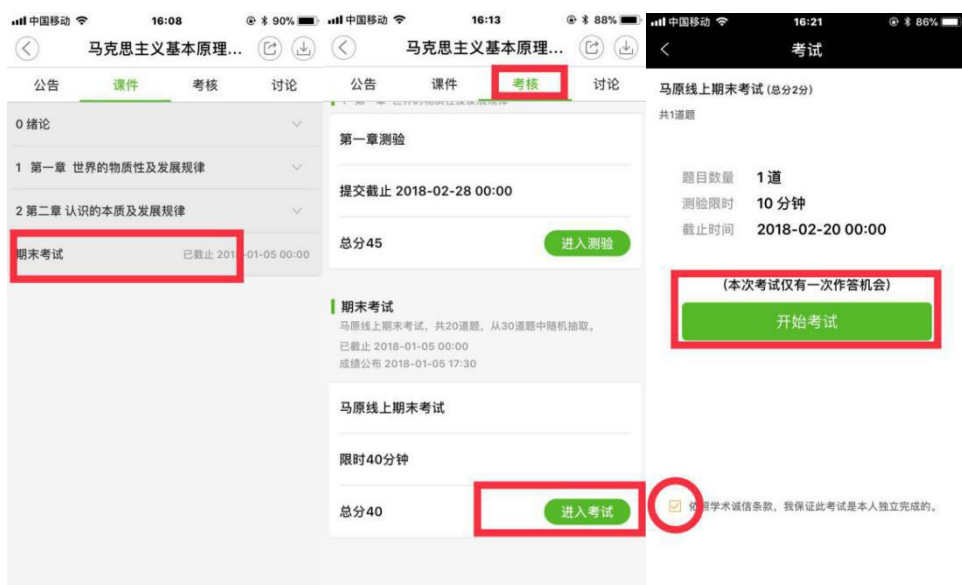 中国移动 16:08 90%
马克思主义基本原理...
公告 课件 考核 讨论
0 绪论
1 第一章 世界的物质性及发展规律
2 第二章 认识的本质及发展规律
期末考试 已截止 2018-01-05 00:00
中国移动 16:13 88%
马克思主义基本原理...
公告 课件 考核 讨论
第一章测验
提交截止 2018-02-28 00:00
总分45 进入测验
期末考试
马原线上期末考试，共20道题，从30道题中随机抽取。
已截止 2018-01-05 00:00
成绩公布 2018-01-05 17:30
马原线上期末考试
限时40分钟
总分40 进入考试
中国移动 16:21 86%
考试
马原线上期末考试 (总分2分)
共1道题
题目数量 1 道
测验限时 10 分钟
截止时间 2018-02-20 00:00
(本次考试仅有一次作答机会)
开始考试
依照学术诚信条款，我保证此考试是本人独立完成的。